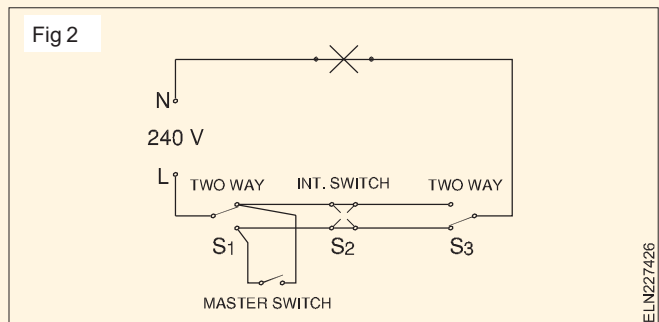 Fig 2
N
240 V
L
TWO WAY
INT. SWITCH
TWO WAY
S1
S2
S3
MASTER SWITCH
ELN227426